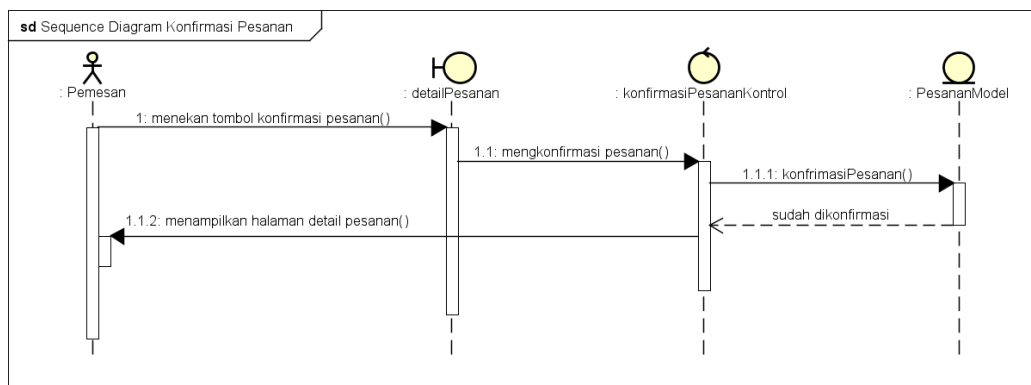 sd Sequence Diagram Konfirmasi Pesanan
: Pemesan
: detailPesanan
: konfirmasiPesananKontrol
: PesananModel
1: menekan tombol konfirmasi pesanan()
1.1: mengkonfirmasi pesanan()
1.1.1: konfrimasiPesanan()
sudah dikonfirmasi
1.1.2: menampilkan halaman detail pesanan()